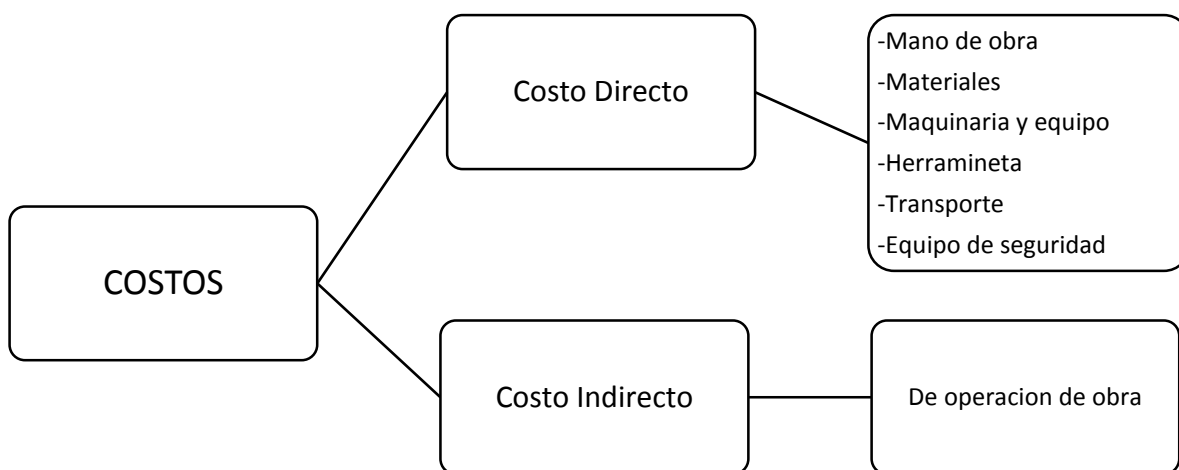 COSTOS
Costo Directo
-Mano de obra
-Materiales
-Maquinaria y equipo
-Herramineta
-Transporte
-Equipo de seguridad
Costo Indirecto
De operacion de obra